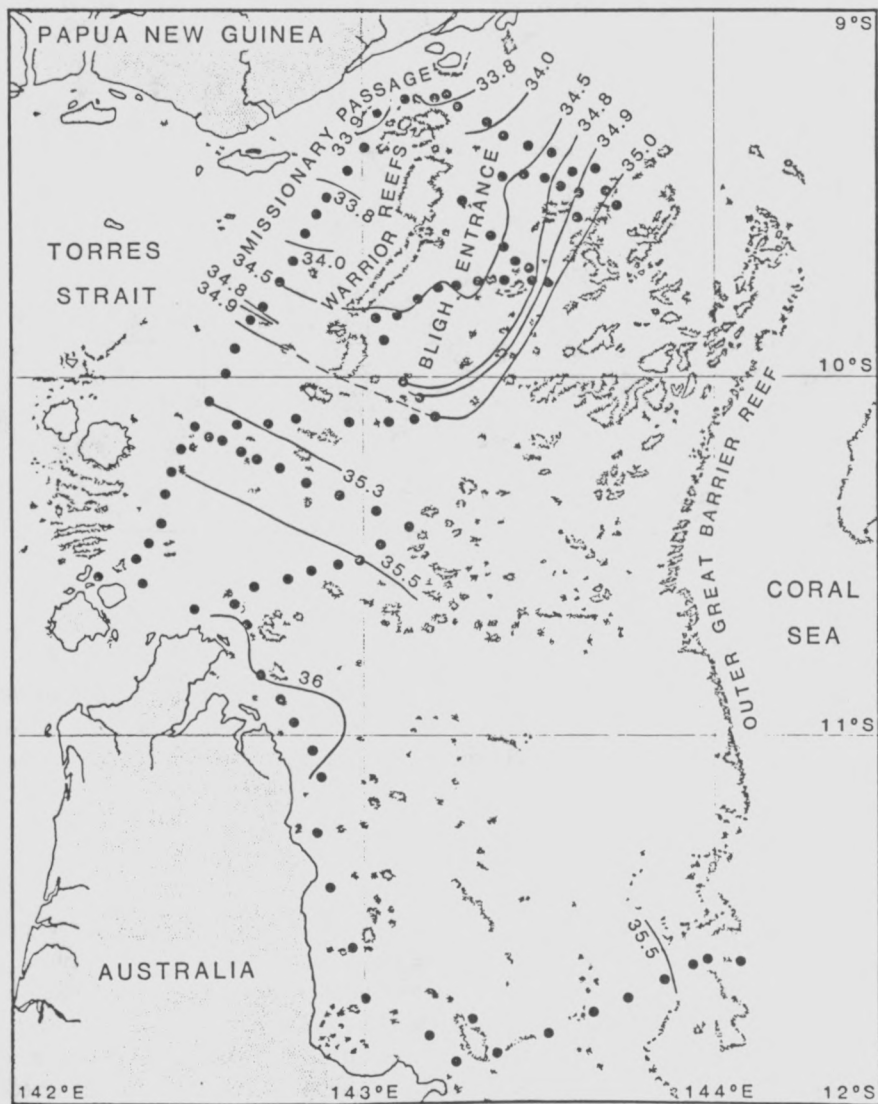 PAPUA NEW GUINEA
9°S
MISSIONARY PASSAGE
33.8
34.0
34.5
34.8
34.9
35.0
33.9
WARRIOR REEFS
BLIGH ENTRANCE
33.8
34.0
34.5
34.8
34.9
TORRES
STRAIT
10°S
35.3
35.5
OUTER GREAT BARRIER REEF
CORAL
SEA
36
11°S
35.5
AUSTRALIA
142°E
143°E
144°E
12°S